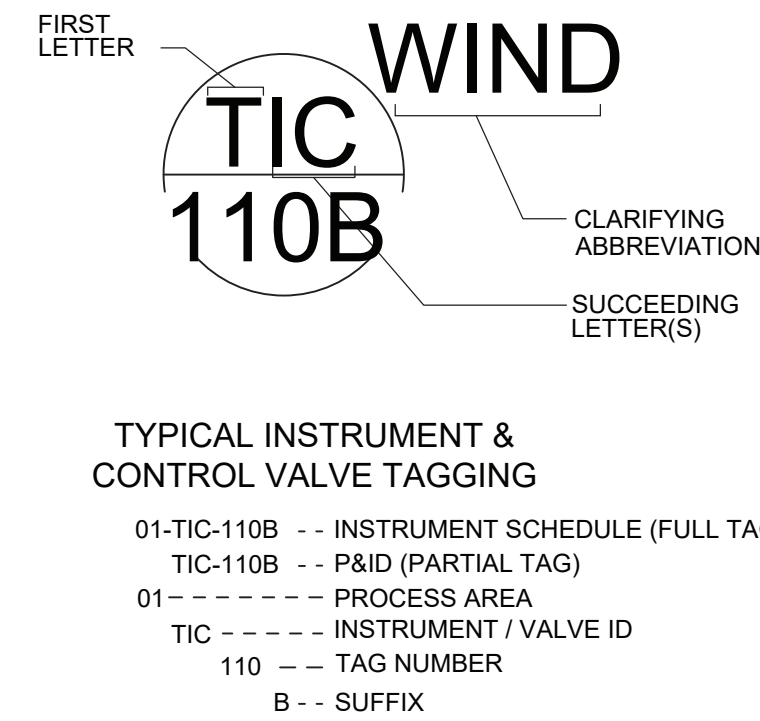 FIRST
LETTER
WIND
TIC
110B
CLARIFYING
ABBREVIATION
SUCCEEDING
LETTER(S)
TYPICAL INSTRUMENT &
CONTROL VALVE TAGGING
01-TIC-110B - - INSTRUMENT SCHEDULE (FULL
TIC-110B - - P&ID (PARTIAL TAG)
01 - - - - - - - PROCESS AREA
TIC - - - - - INSTRUMENT / VALVE ID
110 - - TAG NUMBER
B - - SUFFIX